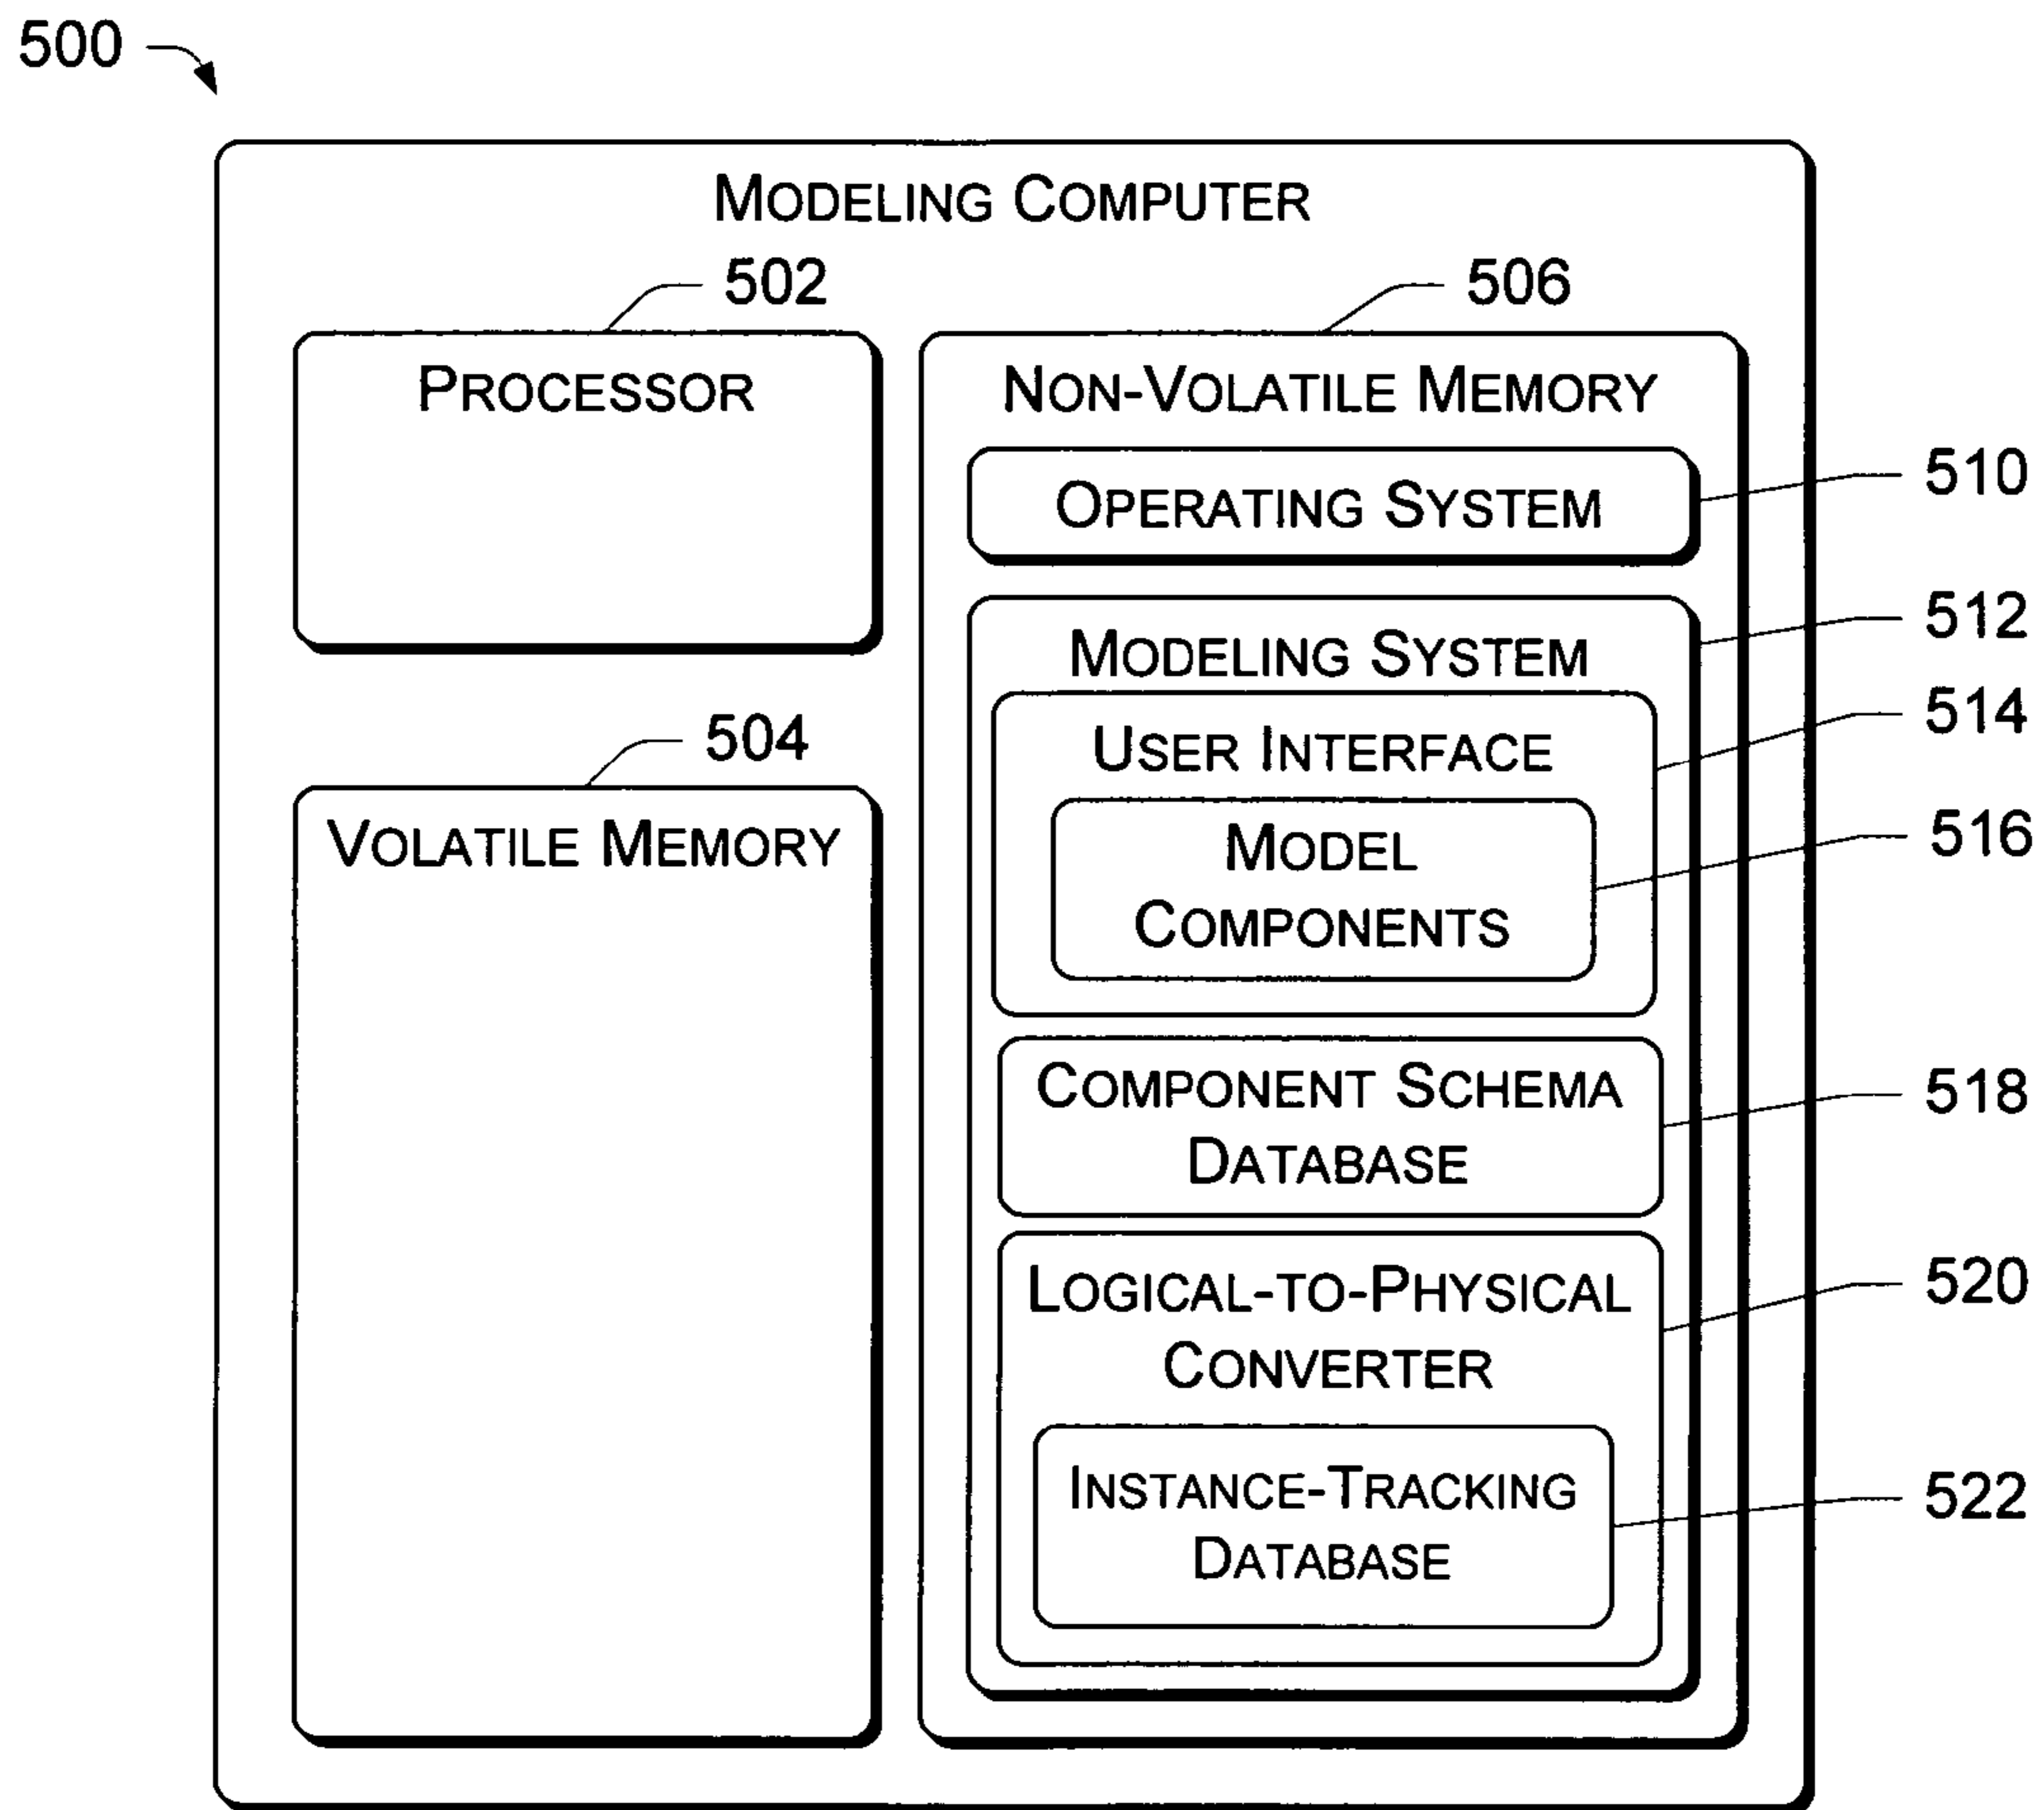 500
MODELING COMPUTER
502
506
PROCESSOR
NON-VOLATILE MEMORY
510
OPERATING SYSTEM
512
MODELING SYSTEM
514
USER INTERFACE
504
516
VOLATILE MEMORY
MODEL
COMPONENTS
518
COMPONENT SCHEMA
DATABASE
520
LOGICAL-TO-PHYSICAL
CONVERTER
522
INSTANCE-TRACKING
DATABASE